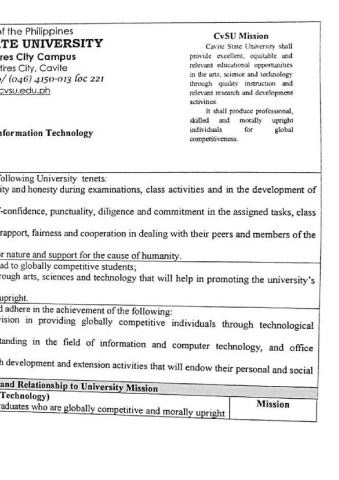 of the Philippines
ATE UNIVERSITY
res City Campus
ires City, Cavite
(046) 4150-013 loc 221
cvsu.edu.ph
CvSU Mission
Cavite State University shall
provide excellent, equitable and
relevant educational opportunities
in the arts, science and technology
through quality instruction and
relevant research and development
activities.
It shall produce professional,
skilled and morally upright
individuals for global
competitiveness.
nformation Technology
ollowing University tenets:
ity and honesty during examinations, class activities and in the development of
-confidence, punctuality, diligence and commitment in the assigned tasks, class
rapport, fairness and cooperation in dealing with their peers and members of the
r nature and support for the cause of humanity.
ad to globally competitive students;
rough arts, sciences and technology that will help in promoting the university's
upright.
d adhere in the achievement of the following:
ision in providing globally competitive individuals through technological
tanding in the field of information and computer technology, and office
h development and extension activities that will endow their personal and social
and Relationship to University Mission
Technology)
Mission
aduates who are globally competitive and morally upright